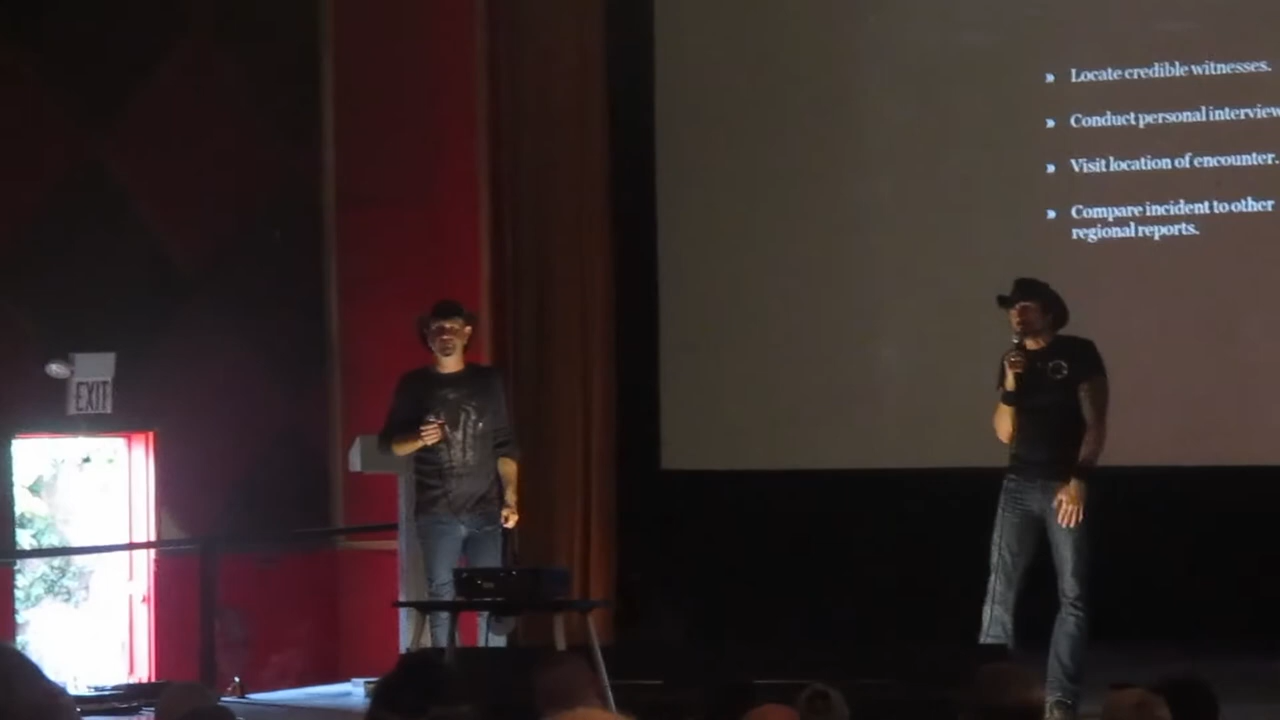 » Locate credible witnesses.
» Conduct personal interview
» Visit location of encounter.
» Compare incident to other
regional reports.
EXIT